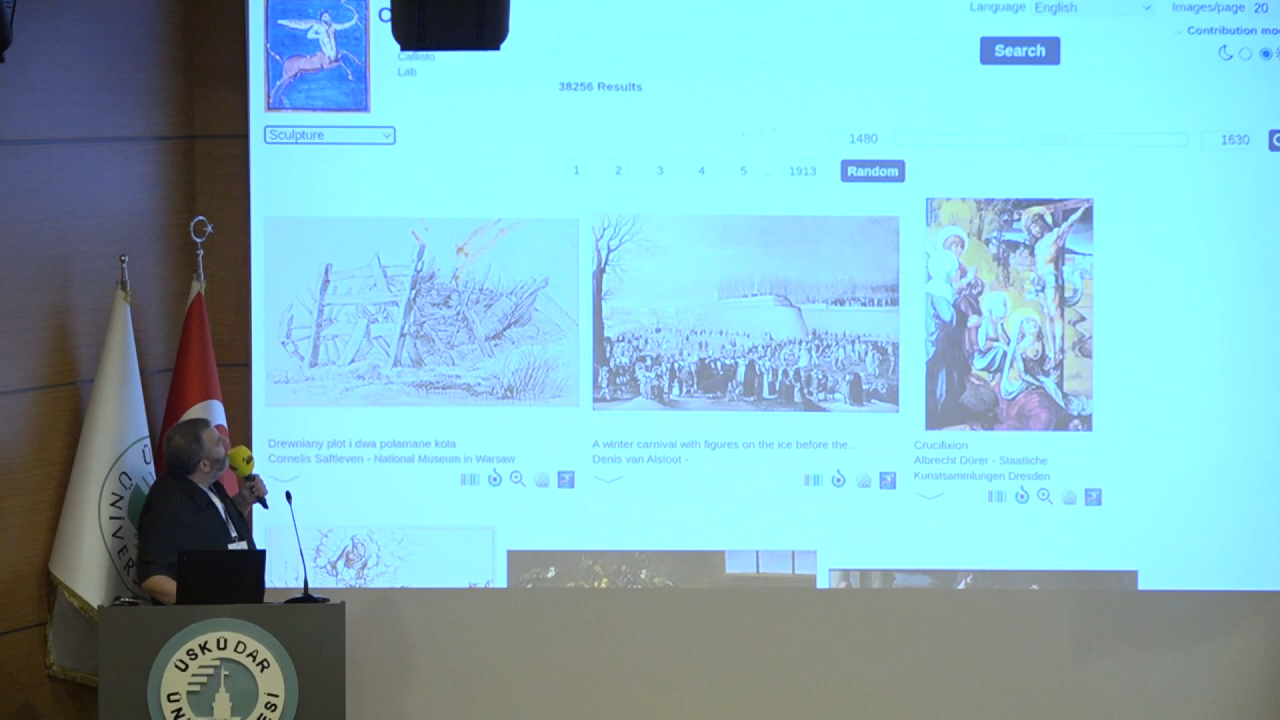 Language English Images/page 20
Contribution
Search
Callisto
Lab
38256 Results
Sculpture
1480 1630
1 2 3 4 5 ... 1913 Random
Drewniany plot i dwa polamane kola
Cornelis Saftleven - National Museum in Warsaw
A winter carnival with figures on the ice before the...
Denis van Alsloot -
Crucifixion
Albrecht Dürer - Staatliche
Kunstsammlungen Dresden
ÜSKÜDAR